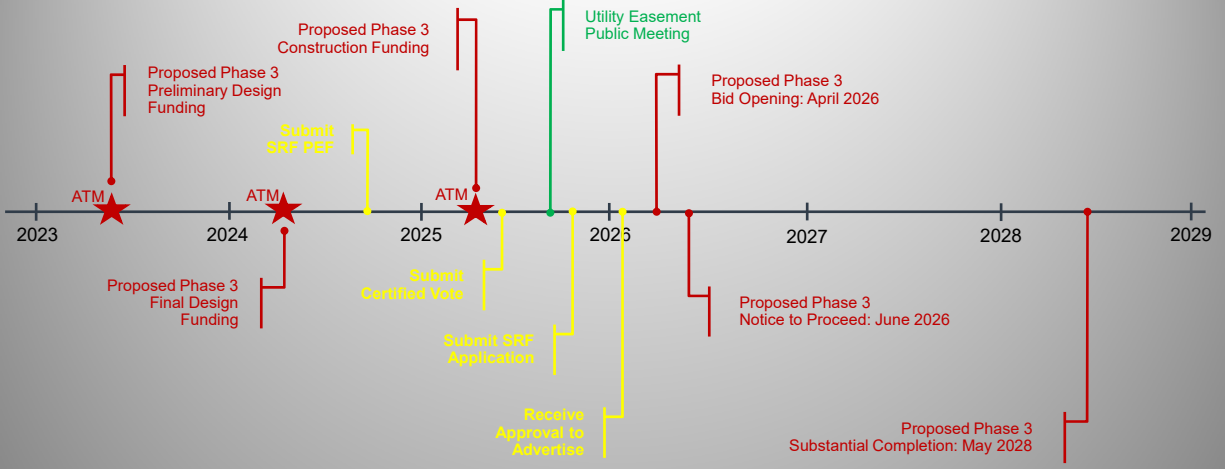 Utility Easement
Public Meeting
Proposed Phase 3
Construction Funding
Proposed Phase 3
Preliminary Design
Funding
Proposed Phase 3
Bid Opening: April 2026
Submit
SRF PEF
ATM
ATM
ATM
2023
2024
2025
2026
2027
2028
2029
Submit
Certified Vote
Proposed Phase 3
Final Design
Funding
Proposed Phase 3
Notice to Proceed: June 2026
Submit SRF
Application
Receive
Approval to
Advertise
Proposed Phase 3
Substantial Completion: May 2028